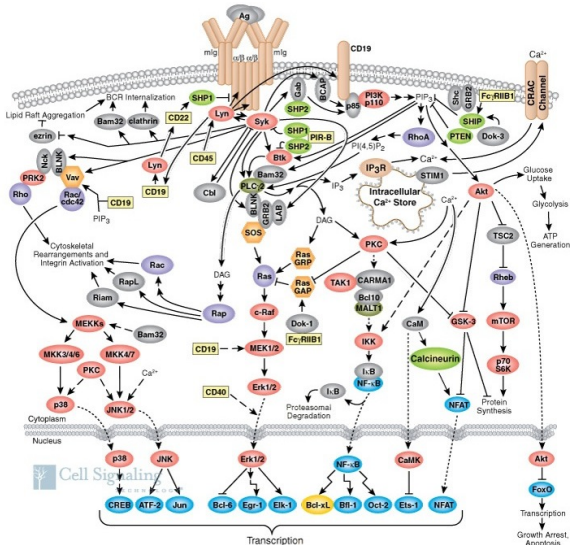 Ag
mIg
mIg
α/β α/β
CD19
Ca²⁺
CRAC
Channel
BCR Internalization
Lipid Raft Aggregation
SHP1
CD22
Lyn
Syk
Gab
BCAP
p85
PI3K
p110
PIP₃
Shc
GRB2
FcγRIIB1
SHIP
PTEN
Dok-3
ezrin
Bam32
clathrin
SHP2
SHP1
SHP2
PIR-B
RhoA
PI(4,5)P₂
Btk
CD45
Lyn
CD19
Nck
BLNK
Vav
PRK2
Rho
Rac/
cdc42
CD19
PIP₃
Cbl
Bam32
PLCγ2
BLNK
GRB2
LAB
IP₃
IP3R
Ca²⁺
STIM1
Intracellular
Ca²⁺ Store
Ca²⁺
Akt
Glucose
Uptake
Glycolysis
ATP
Generation
SOS
DAG
PKC
TSC2
Cytoskeletal
Rearrangements and
Integrin Activation
Rac
RapL
Riam
DAG
Rap
Ras
Ras
GRP
Ras
GAP
TAK1
CARMA1
Bcl10
MALT1
Rheb
Dok-1
FcγRIIB1
c-Raf
MEKKs
Bam32
CaM
GSK-3
mTOR
MKK3/4/6
MKK4/7
CD19
MEK1/2
IKK
Calcineurin
p70
S6K
PKC
Ca²⁺
Erk1/2
IκB
NF-κB
p38
JNK1/2
CD40
IκB
Proteasomal
Degradation
NFAT
Protein
Synthesis
Cytoplasm
Nucleus
p38
JNK
Erk1/2
NF-κB
CaMK
Akt
Cell Signaling
CREB
ATF-2
Jun
Bcl-6
Egr-1
Elk-1
Bcl-xL
Bfl-1
Oct-2
Ets-1
NFAT
FoxO
Transcription
Transcription
Growth Arrest,
Apoptosis